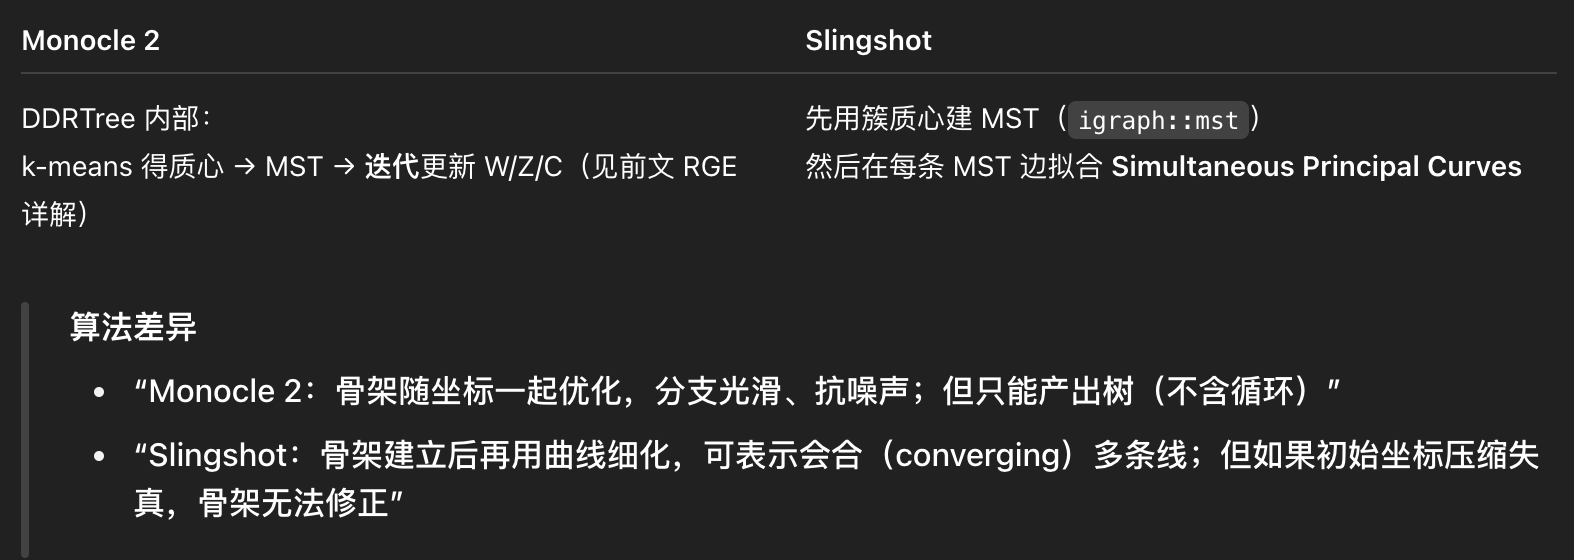 Monocle 2
Slingshot
DDRTree 内部：
k-means 得质心 → MST → 迭代更新 W/Z/C（见前文 RGE
详解）
先用簇质心建 MST（igraph::mst）
然后在每条 MST 边拟合 Simultaneous Principal Curves
算法差异
• “Monocle 2：骨架随坐标一起优化，分支光滑、抗噪声；但只能产出树（不含循环）”
• “Slingshot：骨架建立后再用曲线细化，可表示会合（converging）多条线；但如果初始坐标压缩失
真，骨架无法修正”